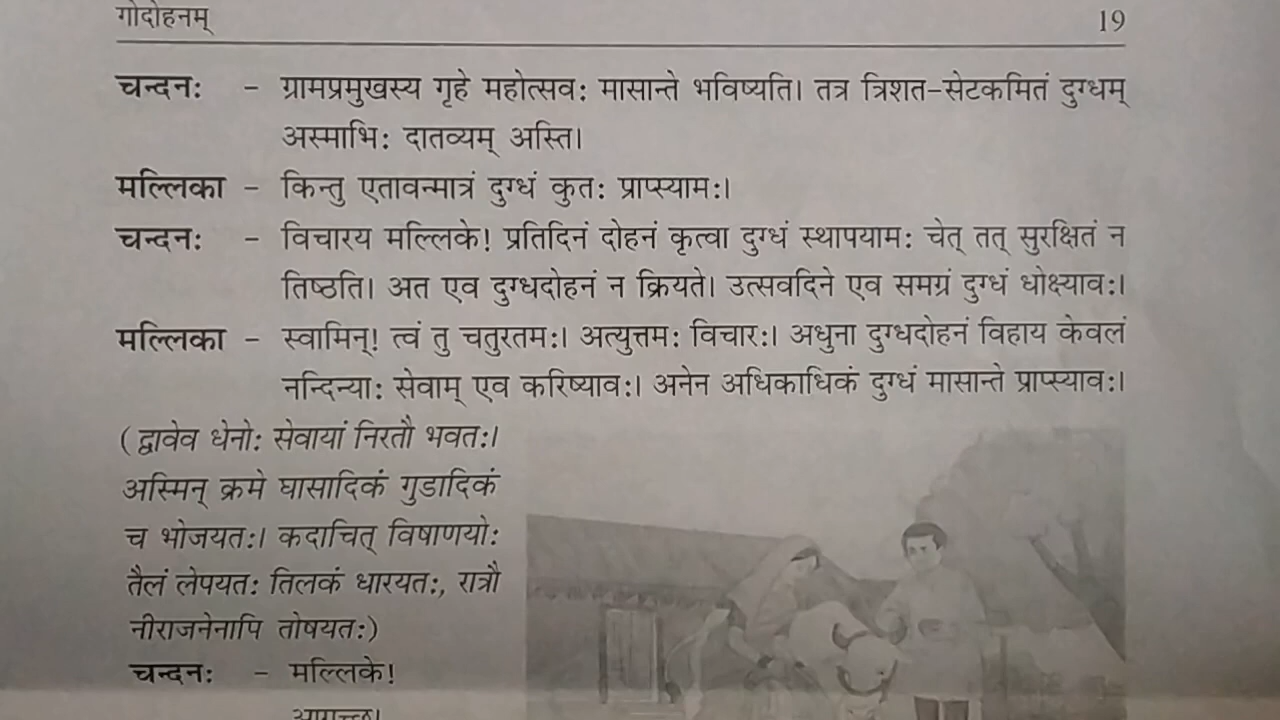 गोदोहनम् 19
चन्दनः - ग्रामप्रमुखस्य गृहे महोत्सवः मासान्ते भविष्यति। तत्र त्रिशत-सेटकमितं दुग्धम्
अस्माभिः दातव्यम् अस्ति।
मल्लिका - किन्तु एतावन्मात्रं दुग्धं कुतः प्राप्स्यामः।
चन्दनः - विचारय मल्लिके! प्रतिदिनं दोहनं कृत्वा दुग्धं स्थापयामः चेत् तत् सुरक्षितं न
तिष्ठति। अत एव दुग्धदोहनं न क्रियते। उत्सवदिने एव समग्रं दुग्धं धोक्ष्यावः।
मल्लिका - स्वामिन्! त्वं तु चतुरतमः। अत्युत्तमः विचारः। अधुना दुग्धदोहनं विहाय केवलं
नन्दिन्याः सेवाम् एव करिष्यावः। अनेन अधिकाधिकं दुग्धं मासान्ते प्राप्स्यावः।
(द्वावेव धेनोः सेवायां निरतौ भवतः।
अस्मिन् क्रमे घासादिकं गुडादिकं
च भोजयतः। कदाचित् विषाणयोः
तैलं लेपयतः तिलकं धारयतः, रात्रौ
नीराजनेनापि तोषयतः)
चन्दनः - मल्लिके!
आगच्छ।